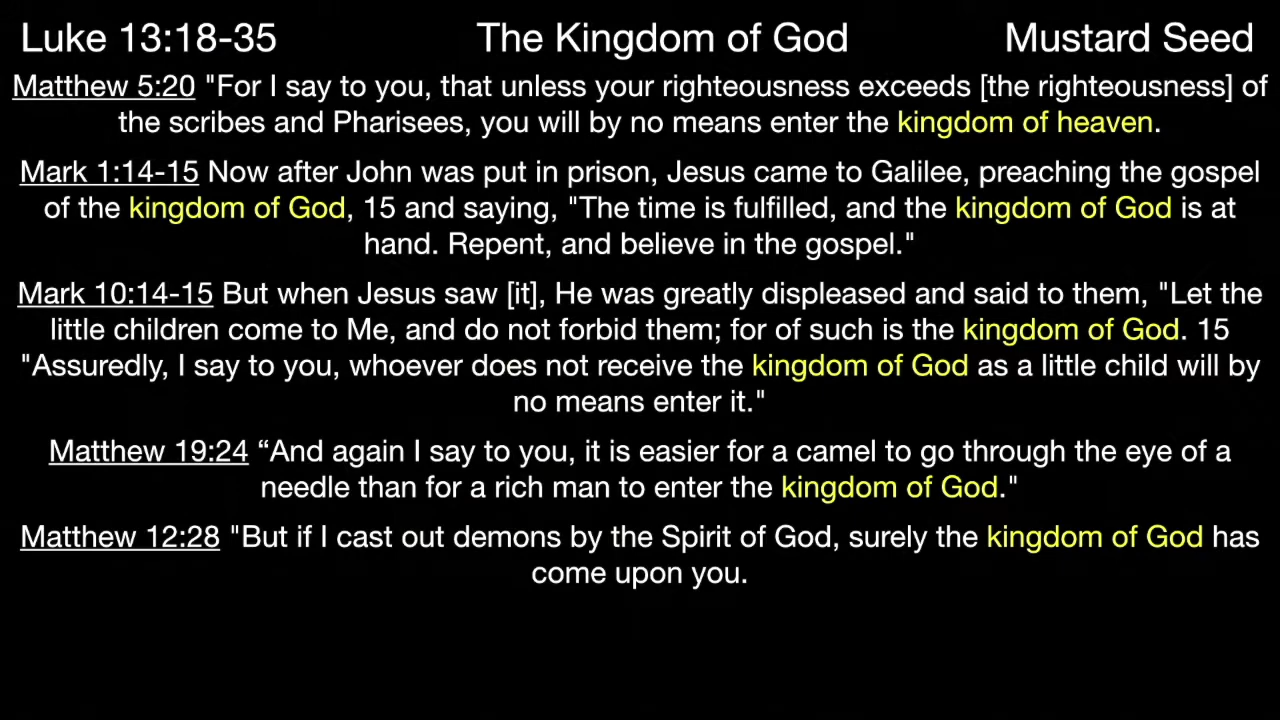 Luke 13:18-35 The Kingdom of God Mustard Seed
Matthew 5:20 "For I say to you, that unless your righteousness exceeds [the righteousness] of
the scribes and Pharisees, you will by no means enter the kingdom of heaven.
Mark 1:14-15 Now after John was put in prison, Jesus came to Galilee, preaching the gospel
of the kingdom of God, 15 and saying, "The time is fulfilled, and the kingdom of God is at
hand. Repent, and believe in the gospel."
Mark 10:14-15 But when Jesus saw [it], He was greatly displeased and said to them, "Let the
little children come to Me, and do not forbid them; for of such is the kingdom of God. 15
"Assuredly, I say to you, whoever does not receive the kingdom of God as a little child will by
no means enter it."
Matthew 19:24 “And again I say to you, it is easier for a camel to go through the eye of a
needle than for a rich man to enter the kingdom of God."
Matthew 12:28 "But if I cast out demons by the Spirit of God, surely the kingdom of God has
come upon you.